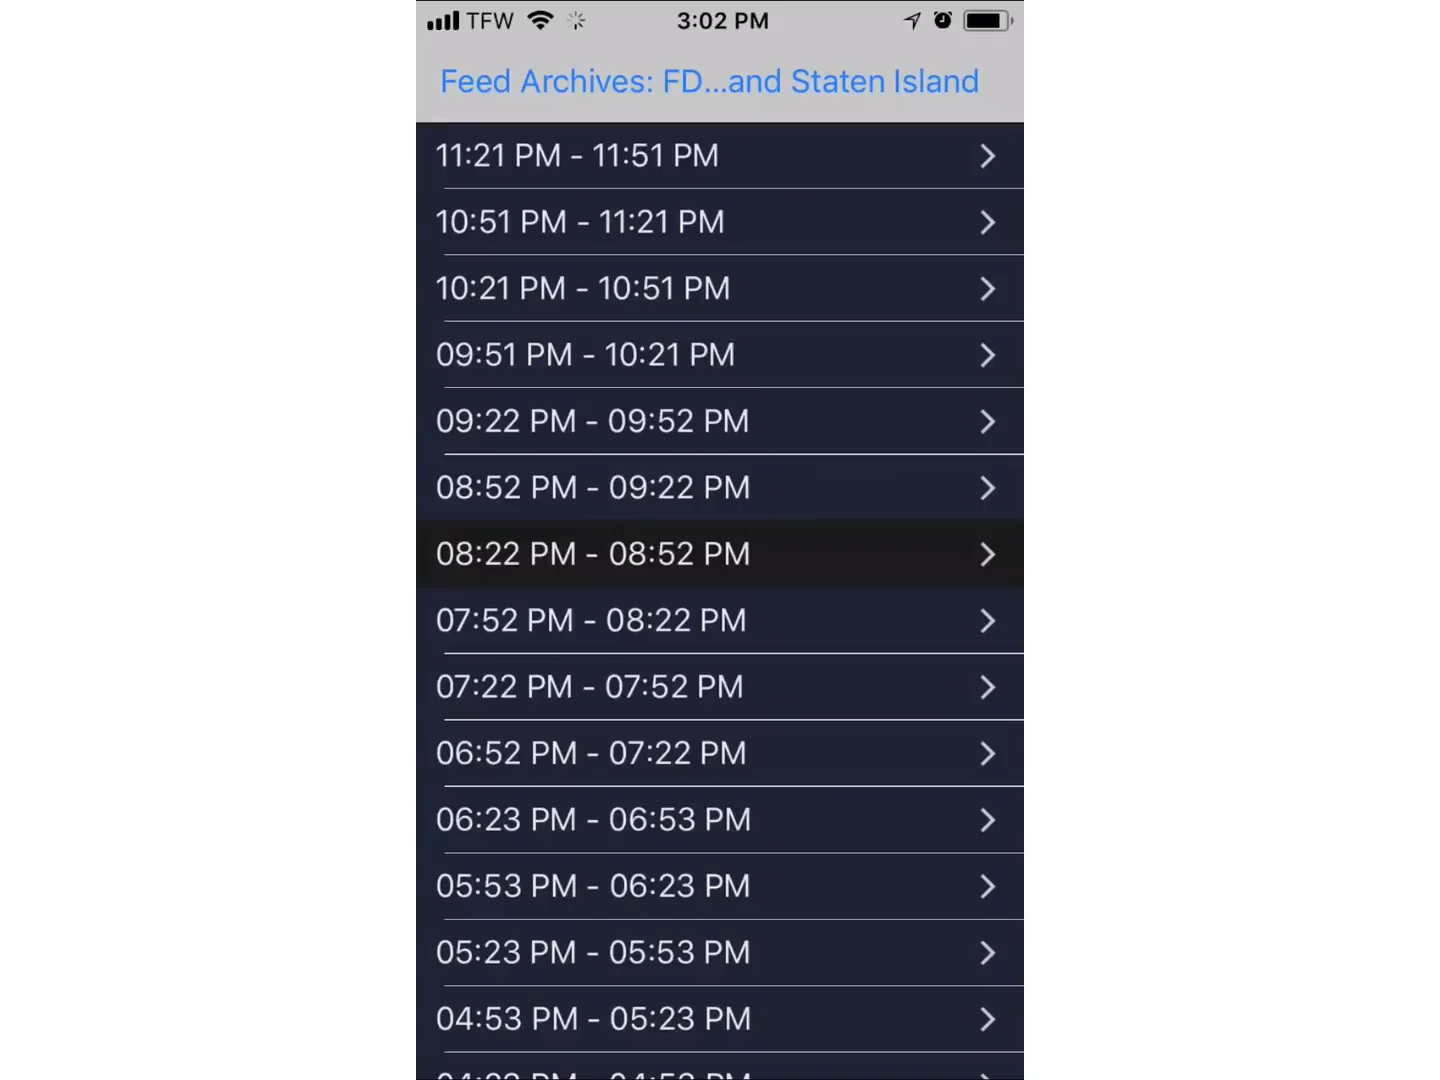 TFW 3:02 PM
Feed Archives: FD...and Staten Island
11:21 PM - 11:51 PM
10:51 PM - 11:21 PM
10:21 PM - 10:51 PM
09:51 PM - 10:21 PM
09:22 PM - 09:52 PM
08:52 PM - 09:22 PM
08:22 PM - 08:52 PM
07:52 PM - 08:22 PM
07:22 PM - 07:52 PM
06:52 PM - 07:22 PM
06:23 PM - 06:53 PM
05:53 PM - 06:23 PM
05:23 PM - 05:53 PM
04:53 PM - 05:23 PM